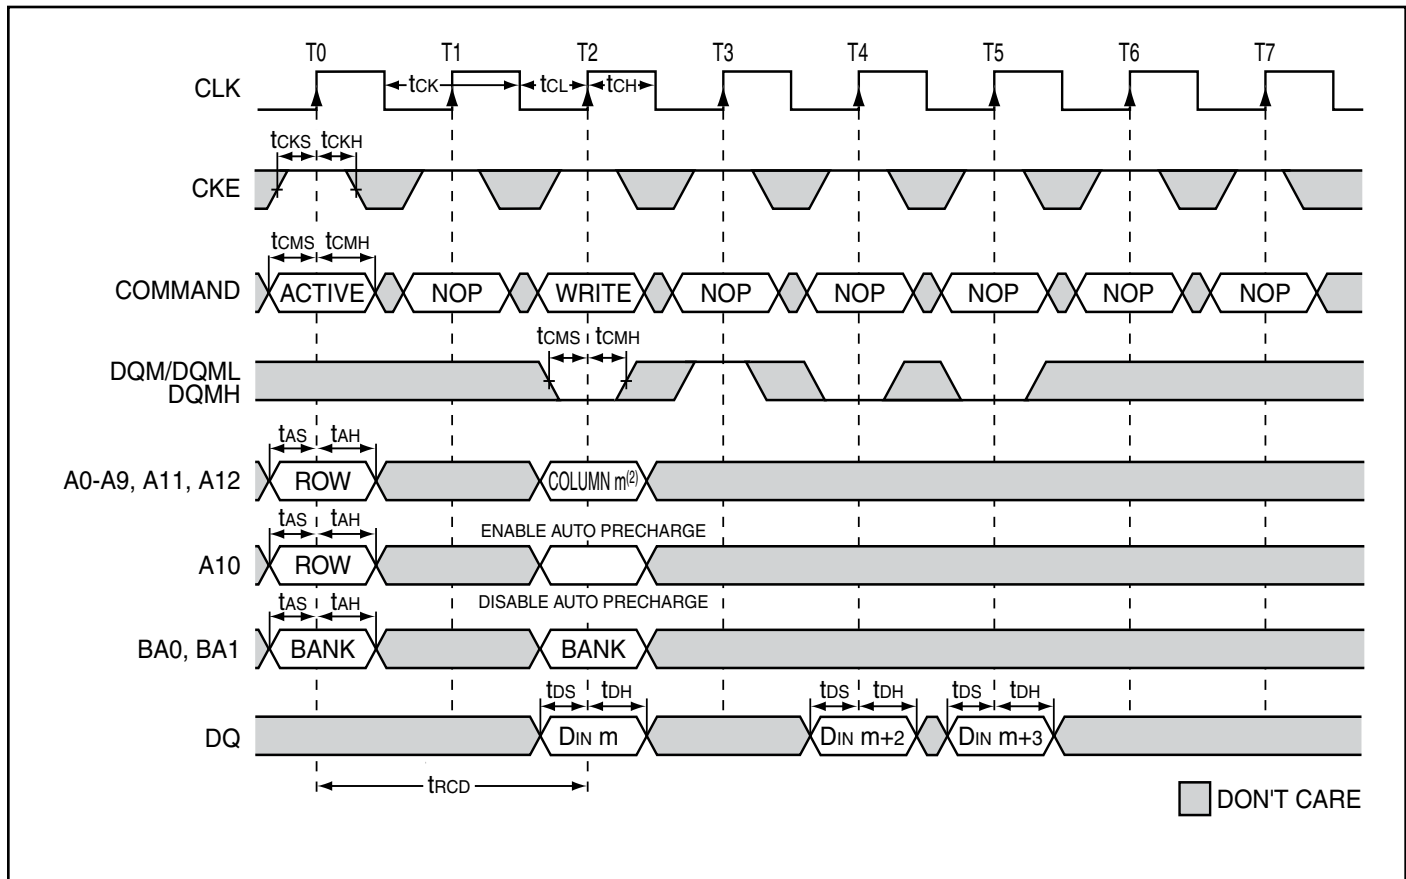 T0 T1 T2 T3 T4 T5 T6 T7
CLK
tCK tCL tCH
tCKS tCKH
CKE
tCMS tCMH
COMMAND ACTIVE NOP WRITE NOP NOP NOP NOP NOP
tCMS tCMH
DQM/DQML
DQMH
tAS tAH
A0-A9, A11, A12 ROW COLUMN m(2)
tAS tAH
ENABLE AUTO PRECHARGE
A10 ROW
tAS tAH
DISABLE AUTO PRECHARGE
BA0, BA1 BANK BANK
tDS tDH tDS tDH tDS tDH
DQ DIN m DIN m+2 DIN m+3
tRCD
DON'T CARE